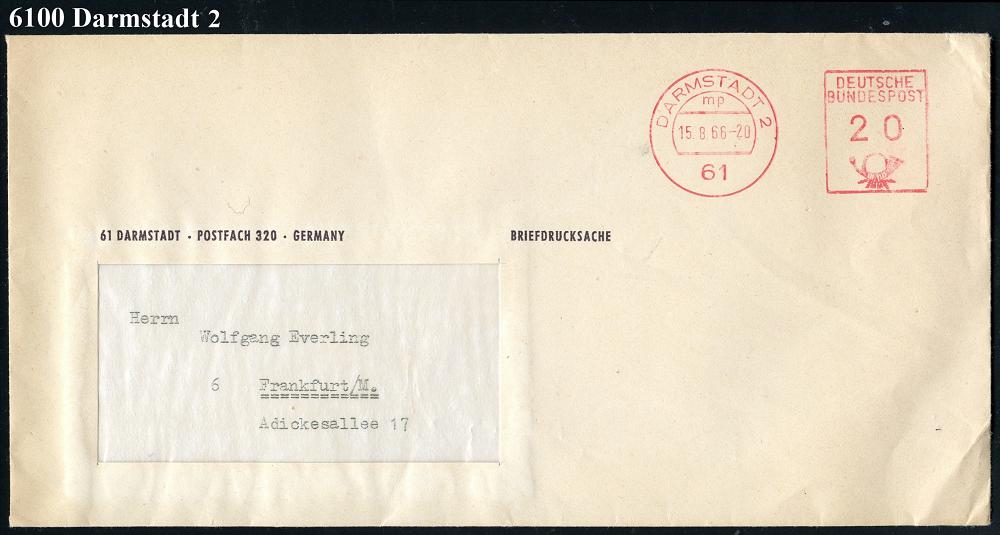 6100 Darmstadt 2
DARMSTADT 2
mp
15.8.66-20
61
DEUTSCHE
BUNDESPOST
20
61 DARMSTADT · POSTFACH 320 · GERMANY
BRIEFDRUCKSACHE
Herrn
Wolfgang Everling
6 Frankfurt/M.
Adickesallee 17